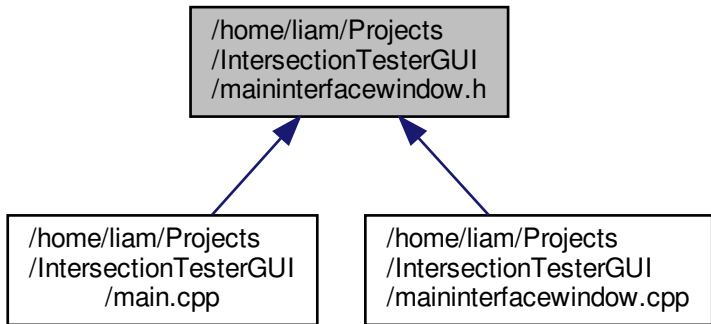 /home/liam/Projects
/IntersectionTesterGUI
/maininterfacewindow.h
/home/liam/Projects
/IntersectionTesterGUI
/main.cpp
/home/liam/Projects
/IntersectionTesterGUI
/maininterfacewindow.cpp